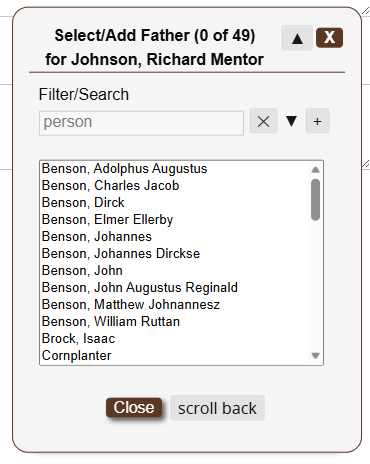 Select/Add Father (0 of 49)
for Johnson, Richard Mentor
▲
X
Filter/Search
person
× ▼ +
Benson, Adolphus Augustus
Benson, Charles Jacob
Benson, Dirck
Benson, Elmer Ellerby
Benson, Johannes
Benson, Johannes Dirckse
Benson, John
Benson, John Augustus Reginald
Benson, Matthew Johnannesz
Benson, William Ruttan
Brock, Isaac
Cornplanter
Close
scroll back